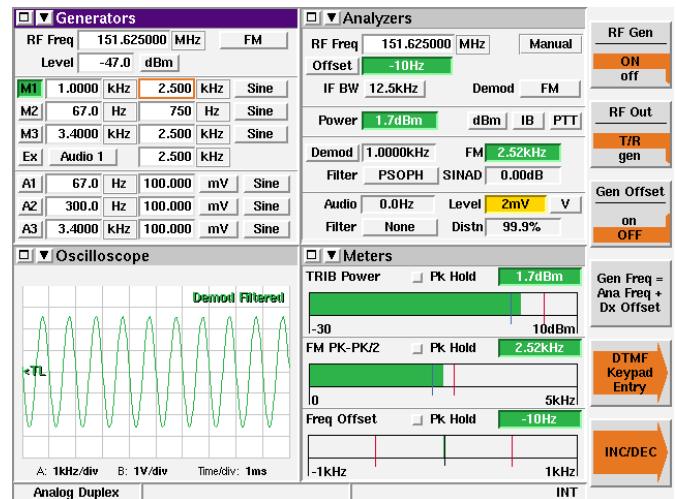 Generators
RF Freq 151.625000 MHz FM
Level -47.0 dBm
M1 1.0000 kHz 2.500 kHz Sine
M2 67.0 Hz 750 Hz Sine
M3 3.4000 kHz 2.500 kHz Sine
Ex Audio 1 2.500 kHz
A1 67.0 Hz 100.000 mV Sine
A2 300.0 Hz 100.000 mV Sine
A3 3.4000 kHz 100.000 mV Sine
Analyzers
RF Freq 151.625000 MHz Manual
Offset -10Hz
IF BW 12.5kHz Demod FM
Power 1.7dBm dBm IB PTT
Demod 1.0000kHz FM 2.52kHz
Filter PSOPH SINAD 0.00dB
Audio 0.0Hz Level 2mV V
Filter None Distn 99.9%
Oscilloscope
Demod Filtered
<TL
A: 1kHz/div B: 1V/div Time/div: 1ms
Meters
TRIB Power Pk Hold 1.7dBm
-30 10dBm
FM PK-PK/2 Pk Hold 2.52kHz
0 5kHz
Freq Offset Pk Hold -10Hz
-1kHz 1kHz
Analog Duplex INT
RF Gen
ON
off
RF Out
T/R
gen
Gen Offset
on
OFF
Gen Freq =
Ana Freq +
Dx Offset
DTMF
Keypad
Entry
INC/DEC